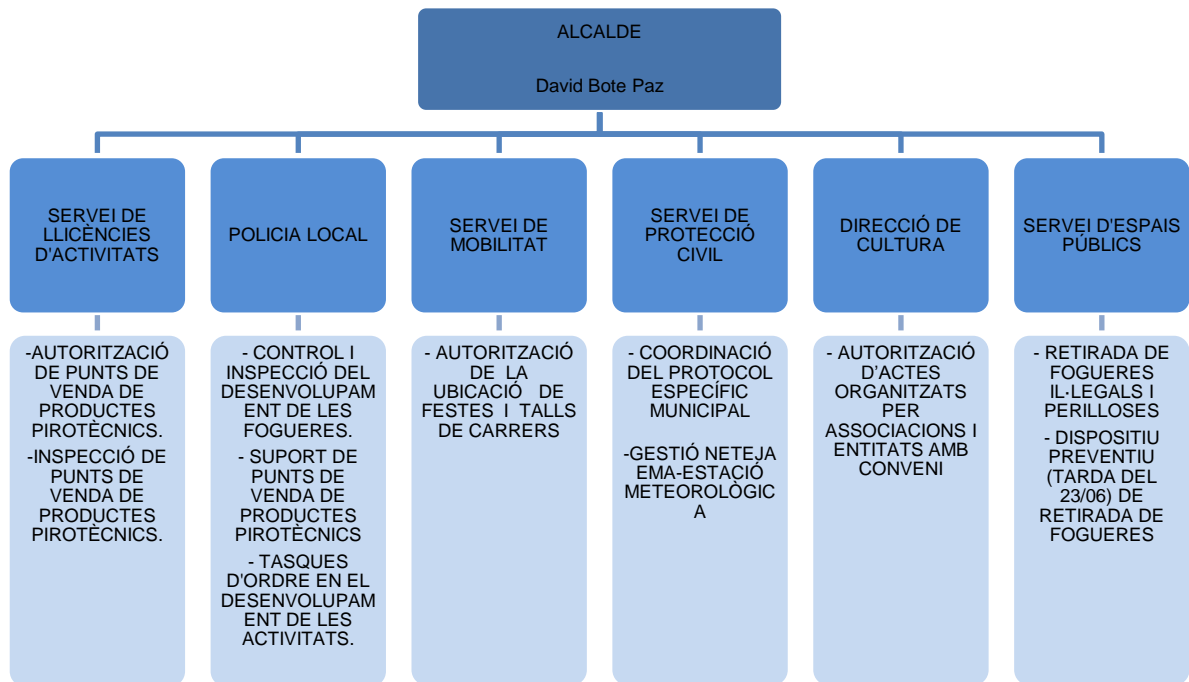 ALCALDE
David Bote Paz
SERVEI DE
LLICÈNCIES
D'ACTIVITATS
POLICIA LOCAL
SERVEI DE
MOBILITAT
SERVEI DE
PROTECCIÓ
CIVIL
DIRECCIÓ DE
CULTURA
SERVEI D'ESPAIS
PÚBLICS
-AUTORITZACIÓ
DE PUNTS DE
VENDA DE
PRODUCTES
PIROTÈCNICS.
-INSPECCIÓ DE
PUNTS DE
VENDA DE
PRODUCTES
PIROTÈCNICS.
- CONTROL I
INSPECCIÓ DEL
DESENVOLUPAM
ENT DE LES
FOGUERES.
- SUPORT DE
PUNTS DE
VENDA DE
PRODUCTES
PIROTÈCNICS
- TASQUES
D'ORDRE EN EL
DESENVOLUPAM
ENT DE LES
ACTIVITATS.
- AUTORITZACIÓ
DE LA
UBICACIÓ DE
FESTES I TALLS
DE CARRERS
- COORDINACIÓ
DEL PROTOCOL
ESPECÍFIC
MUNICIPAL
-GESTIÓ NETEJA
EMA-ESTACIÓ
METEOROLÒGIC
A
- AUTORITZACIÓ
D’ACTES
ORGANITZATS
PER
ASSOCIACIONS I
ENTITATS AMB
CONVENI
- RETIRADA DE
FOGUERES
IL·LEGALS I
PERILLOSES
- DISPOSITIU
PREVENTIU
(TARDA DEL
23/06) DE
RETIRADA DE
FOGUERES